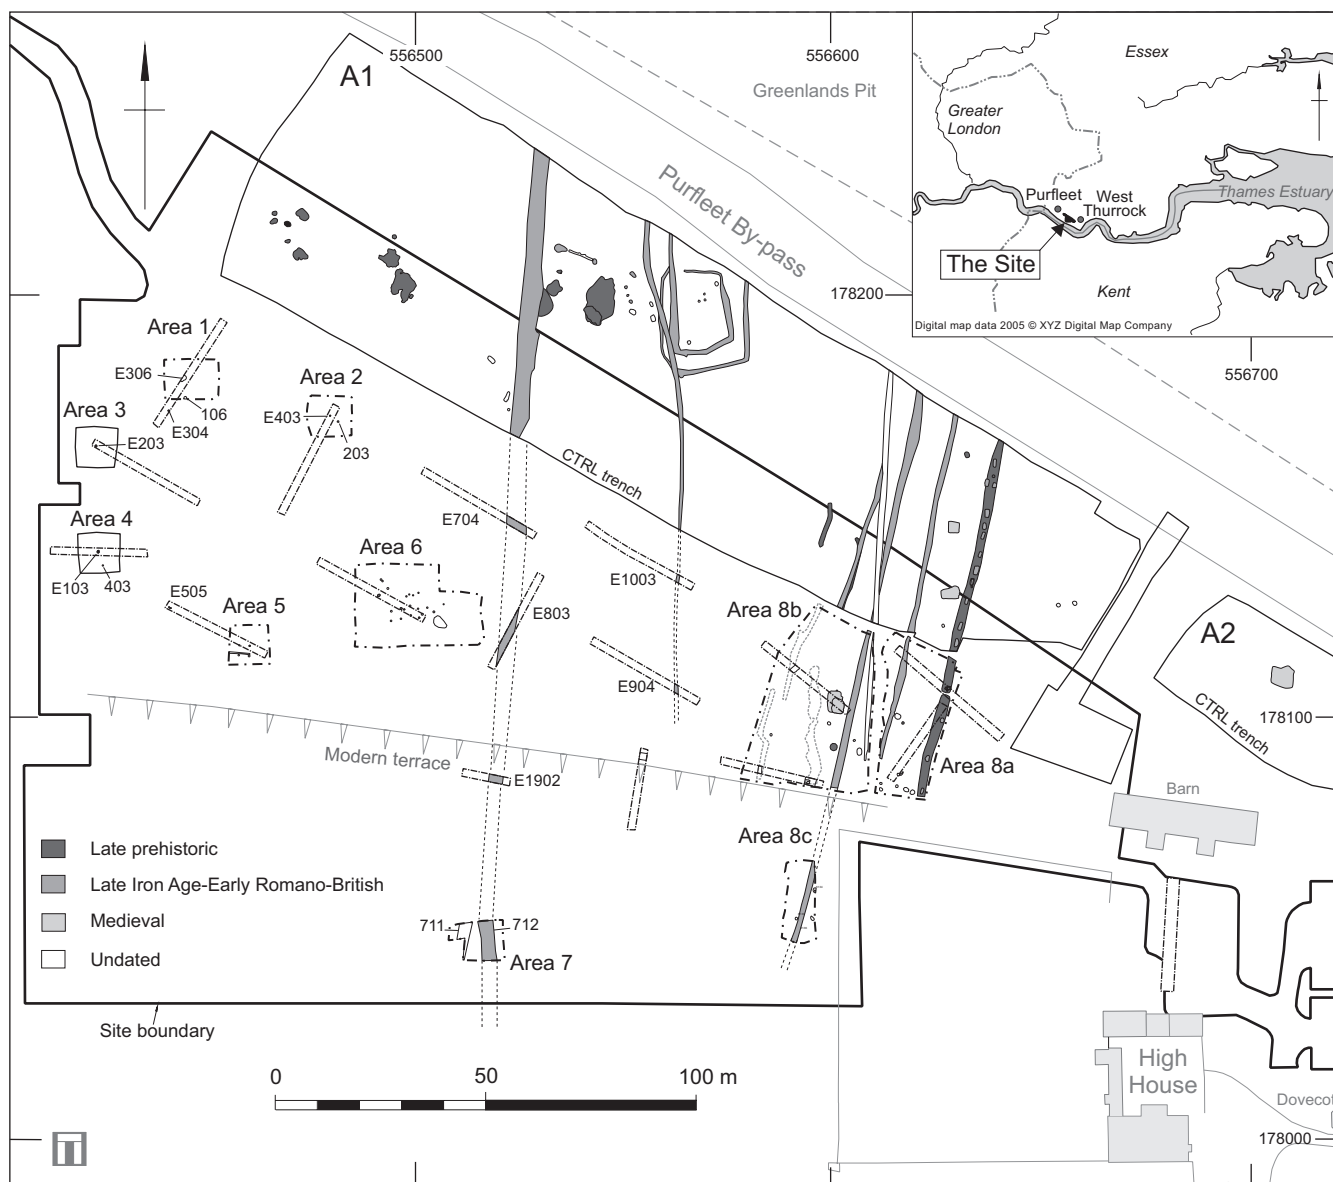 A1
556500
556600
Greenlands Pit
Purfleet By-pass
Essex
Greater
London
Purfleet
West
Thurrock
Thames Estuary
The Site
Kent
Digital map data 2005 © XYZ Digital Map Company
178200
556700
Area 1
E306
106
E304
Area 2
E403
203
Area 3
E203
CTRL trench
E704
Area 4
E103
403
Area 6
E1003
E505
Area 5
E803
Area 8b
A2
E904
CTRL trench
178100
Modern terrace
E1902
Area 8a
Barn
Area 8c
Late prehistoric
Late Iron Age-Early Romano-British
Medieval
Undated
711
712
Area 7
Site boundary
0
50
100 m
High
House
Dovecot
178000